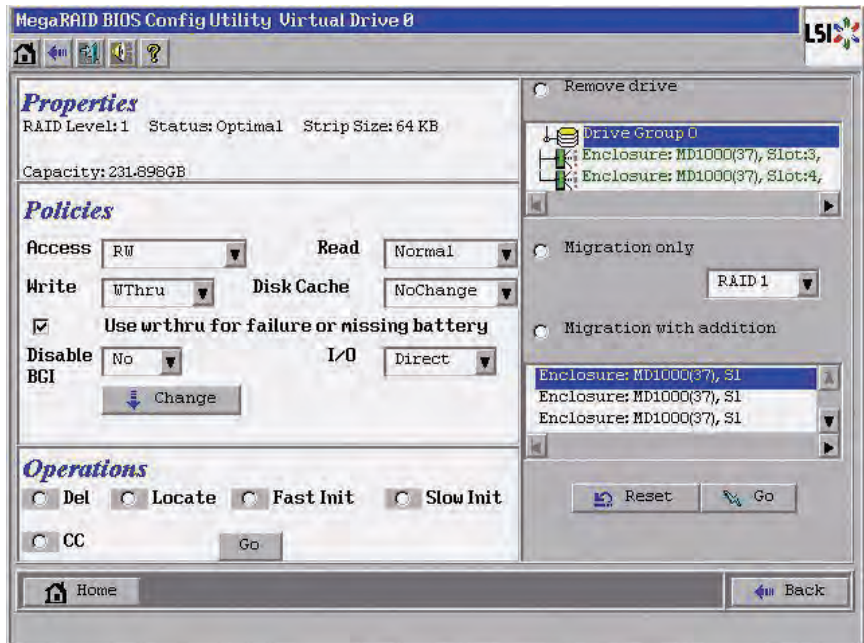 MegaRAID BIOS Config Utility Virtual Drive 0
LSI
Properties
RAID Level: 1 Status: Optimal Strip Size: 64 KB
Capacity: 231.898GB
Policies
Access RW Read Normal
Write WThru Disk Cache NoChange
Use wrthru for failure or missing battery
Disable BGI No I/O Direct
Change
Operations
Del Locate Fast Init Slow Init
CC Go
Remove drive
Drive Group 0
Enclosure: MD1000(37), Slot:3,
Enclosure: MD1000(37), Slot:4,
Migration only
RAID 1
Migration with addition
Enclosure: MD1000(37), Sl
Enclosure: MD1000(37), Sl
Enclosure: MD1000(37), Sl
Reset Go
Home Back